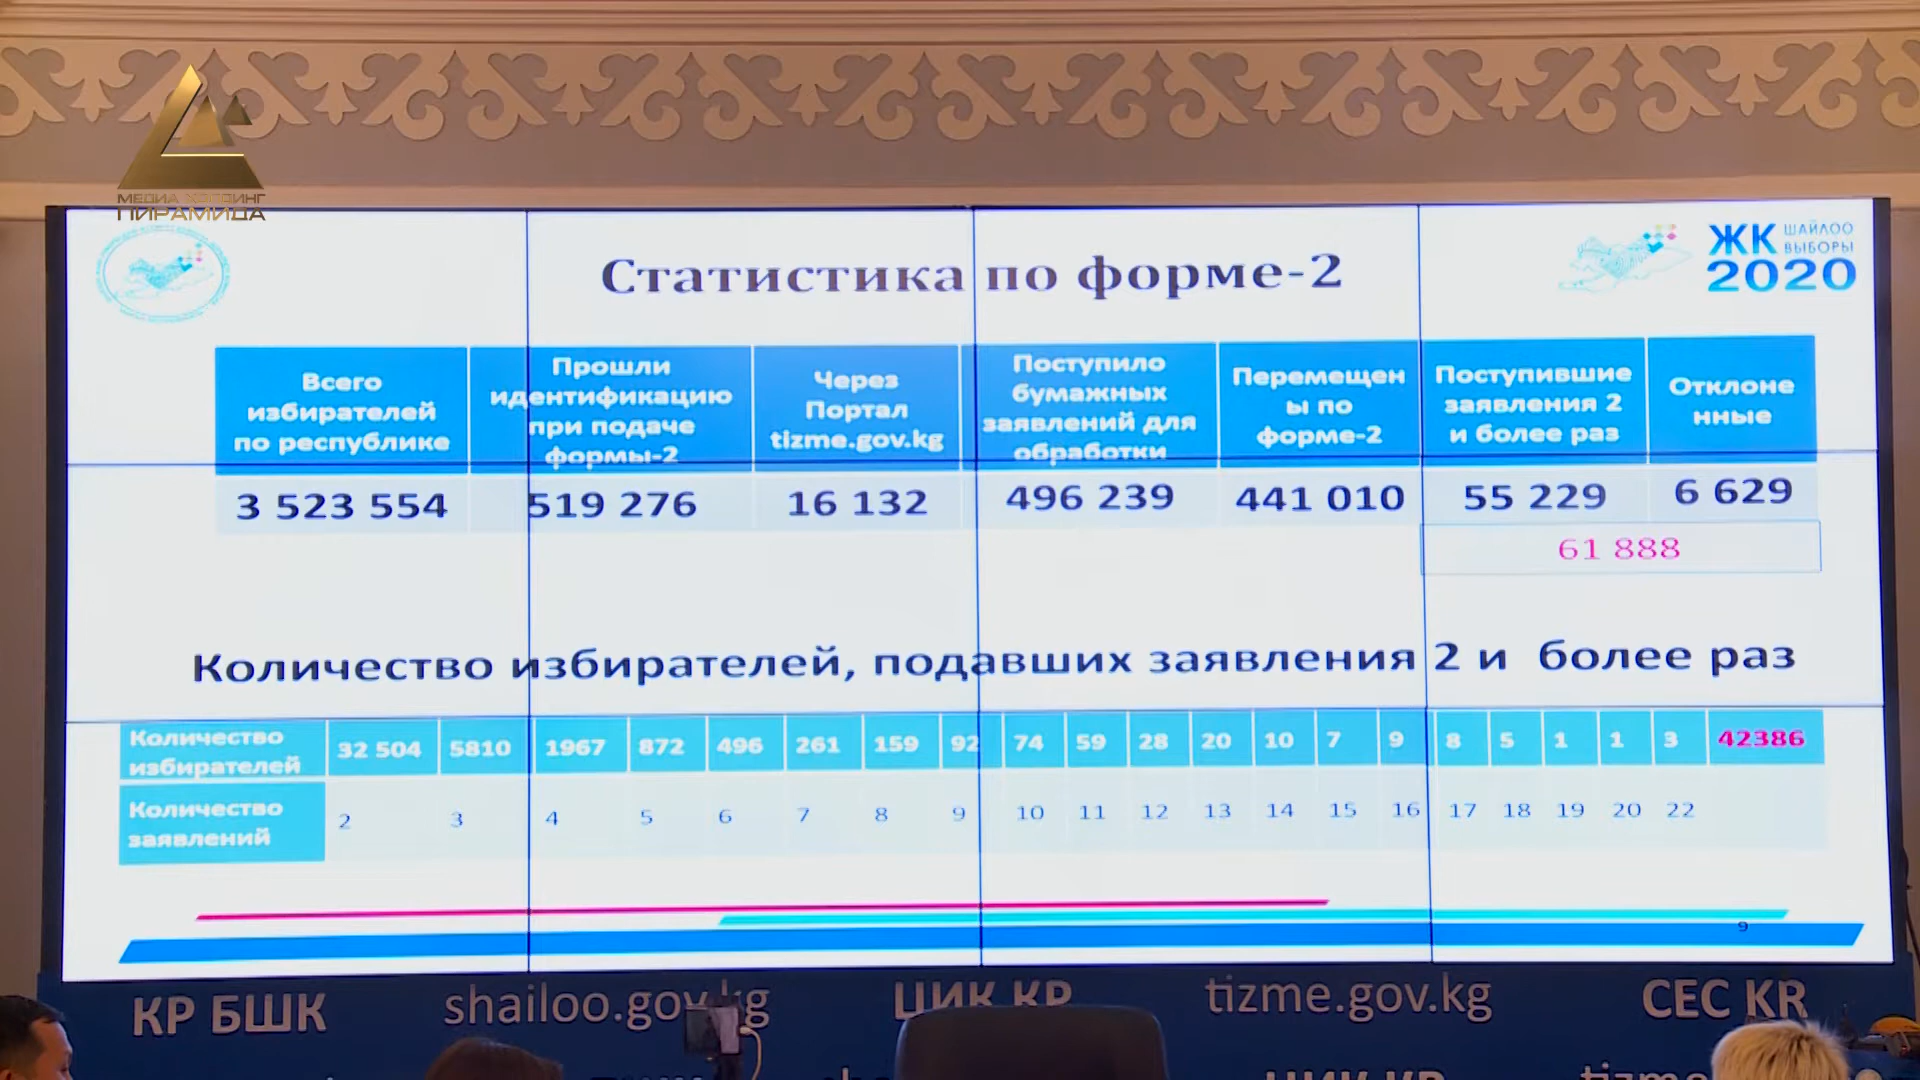 МЕДИА ХОЛДИНГ
ПИРАМИДА
Статистика по форме-2
ЖК ШАЙЛОО
ВЫБОРЫ
2020
Всего
избирателей
по республике
Прошли
идентификацию
при подаче
формы-2
Через
Портал
tizme.gov.kg
Поступило
бумажных
заявлений для
обработки
Перемещен
ы по
форме-2
Поступившие
заявления 2
и более раз
Отклоне
нные
3 523 554 519 276 16 132 496 239 441 010 55 229 6 629
61 888
Количество избирателей, подавших заявления 2 и более раз
Количество
избирателей
32 504 5810 1967 872 496 261 159 92 74 59 28 20 10 7 9 8 5 1 1 3 42386
Количество
заявлений
2 3 4 5 6 7 8 9 10 11 12 13 14 15 16 17 18 19 20 22
9
КР БШК shailoo.gov.kg ЦИК КР tizme.gov.kg CEC KR